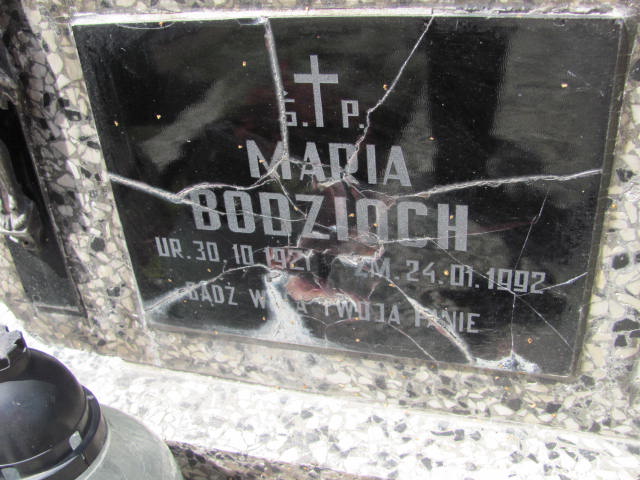 Ś. P.
MARIA
BODZIOCH
UR. 30. 10. 1921 ZM. 24. 01. 1992
BĄDŹ WOLA TWOJA PANIE